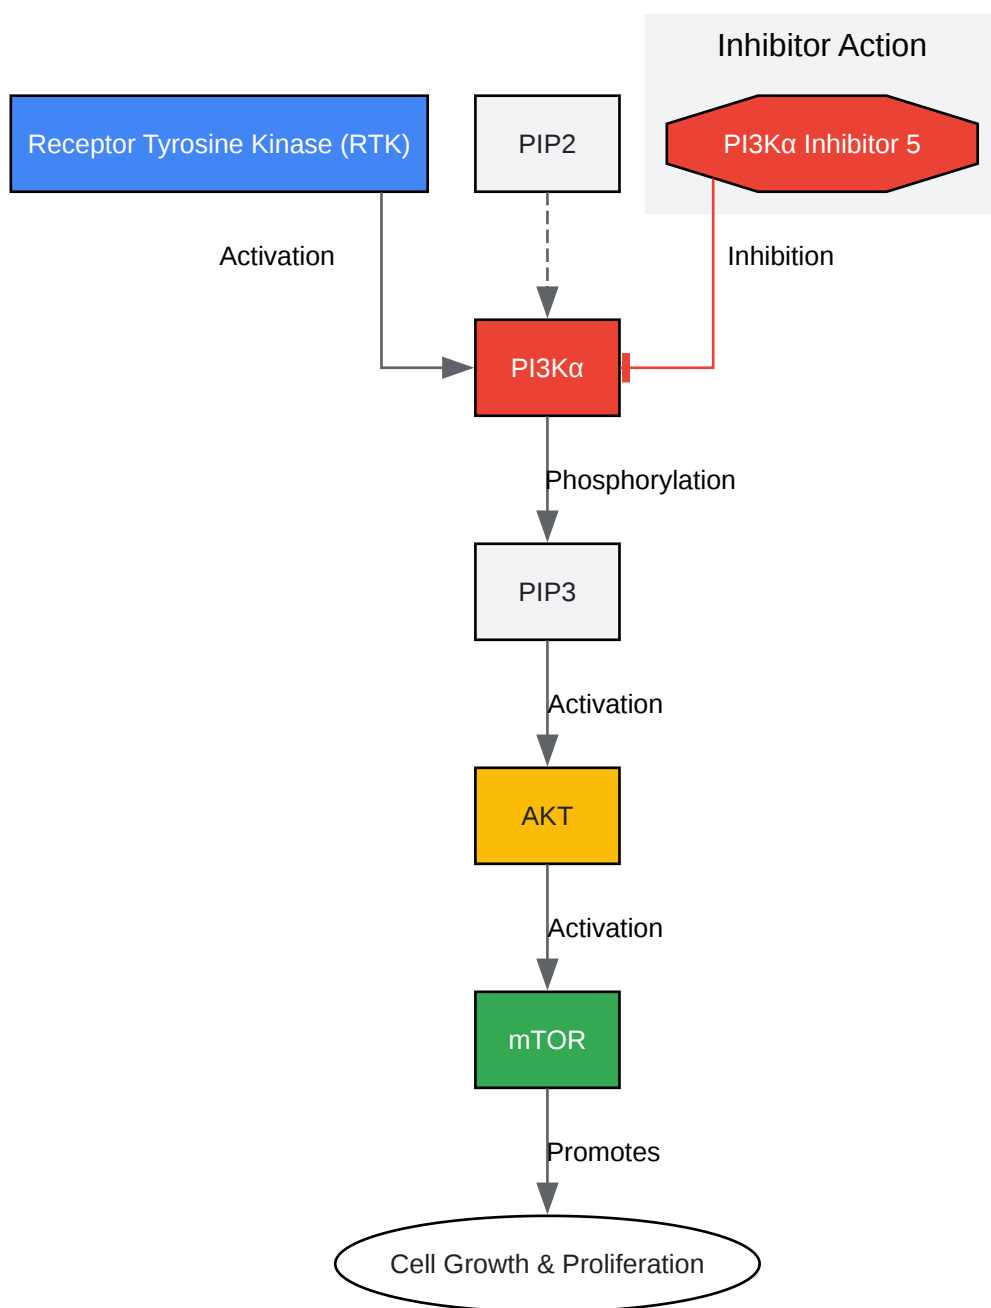 Inhibitor Action
Receptor Tyrosine Kinase (RTK)
PIP2
PI3Kα Inhibitor 5
Activation
Inhibition
PI3Kα
Phosphorylation
PIP3
Activation
AKT
Activation
mTOR
Promotes
Cell Growth & Proliferation